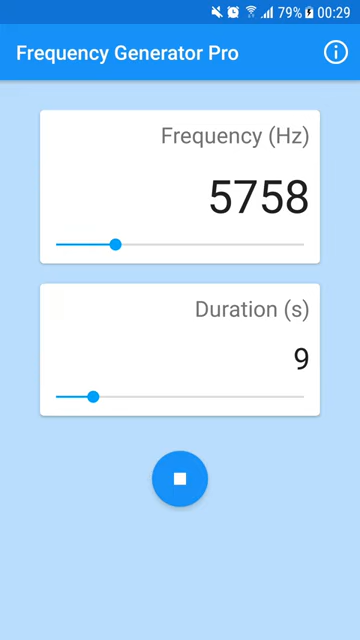 79% 00:29
Frequency Generator Pro
Frequency (Hz)
5758
Duration (s)
9